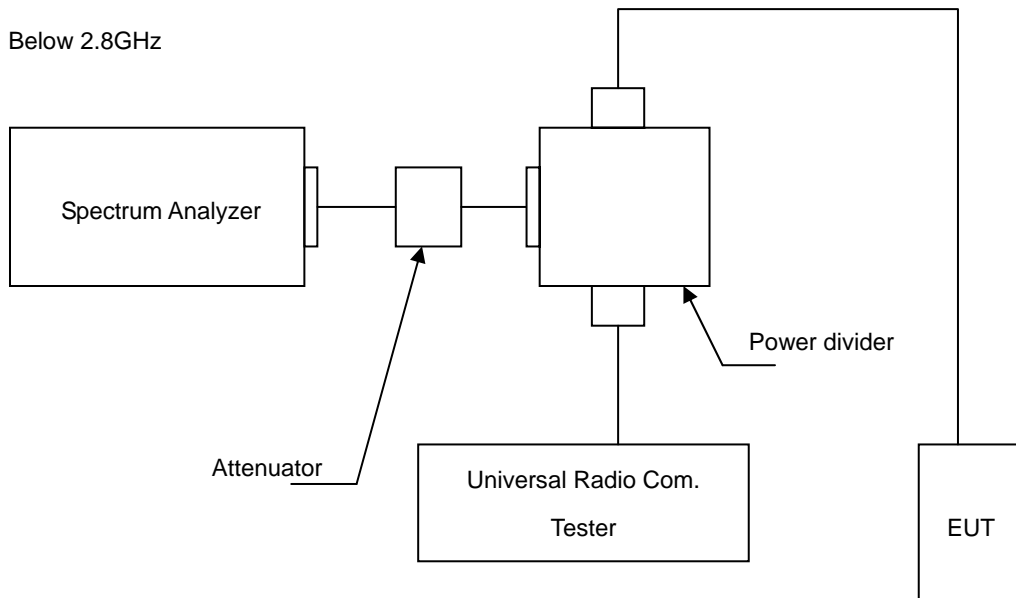 Below 2.8GHz
Spectrum Analyzer
Power divider
Attenuator
Universal Radio Com.
Tester
EUT